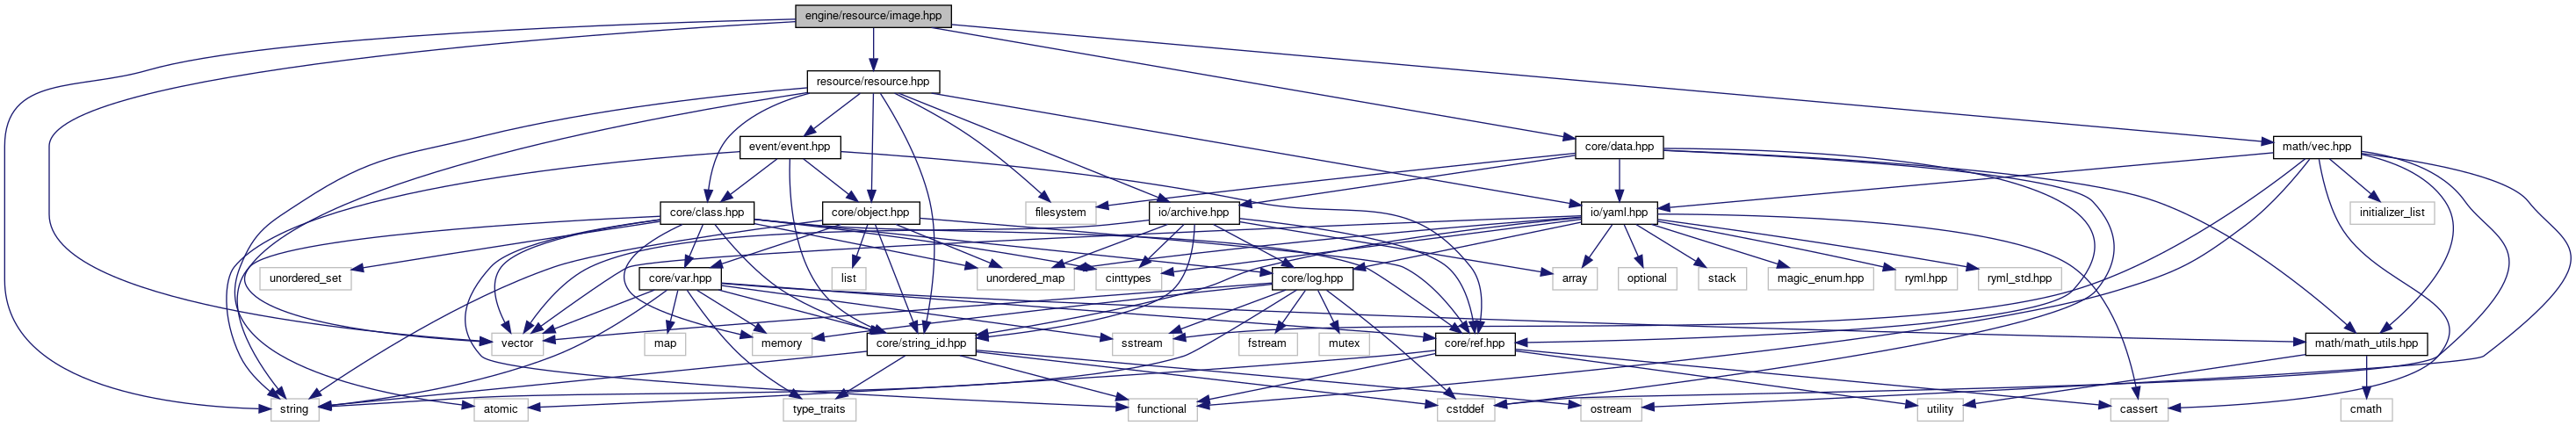 engine/resource/image.hpp
resource/resource.hpp
event/event.hpp
core/data.hpp
math/vec.hpp
core/class.hpp
core/object.hpp
filesystem
io/archive.hpp
io/yaml.hpp
initializer_list
unordered_set
core/var.hpp
list
unordered_map
cinttypes
core/log.hpp
array
optional
stack
magic_enum.hpp
ryml.hpp
ryml_std.hpp
vector
map
memory
core/string_id.hpp
sstream
fstream
mutex
core/ref.hpp
math/math_utils.hpp
string
atomic
type_traits
functional
cstddef
ostream
utility
cassert
cmath